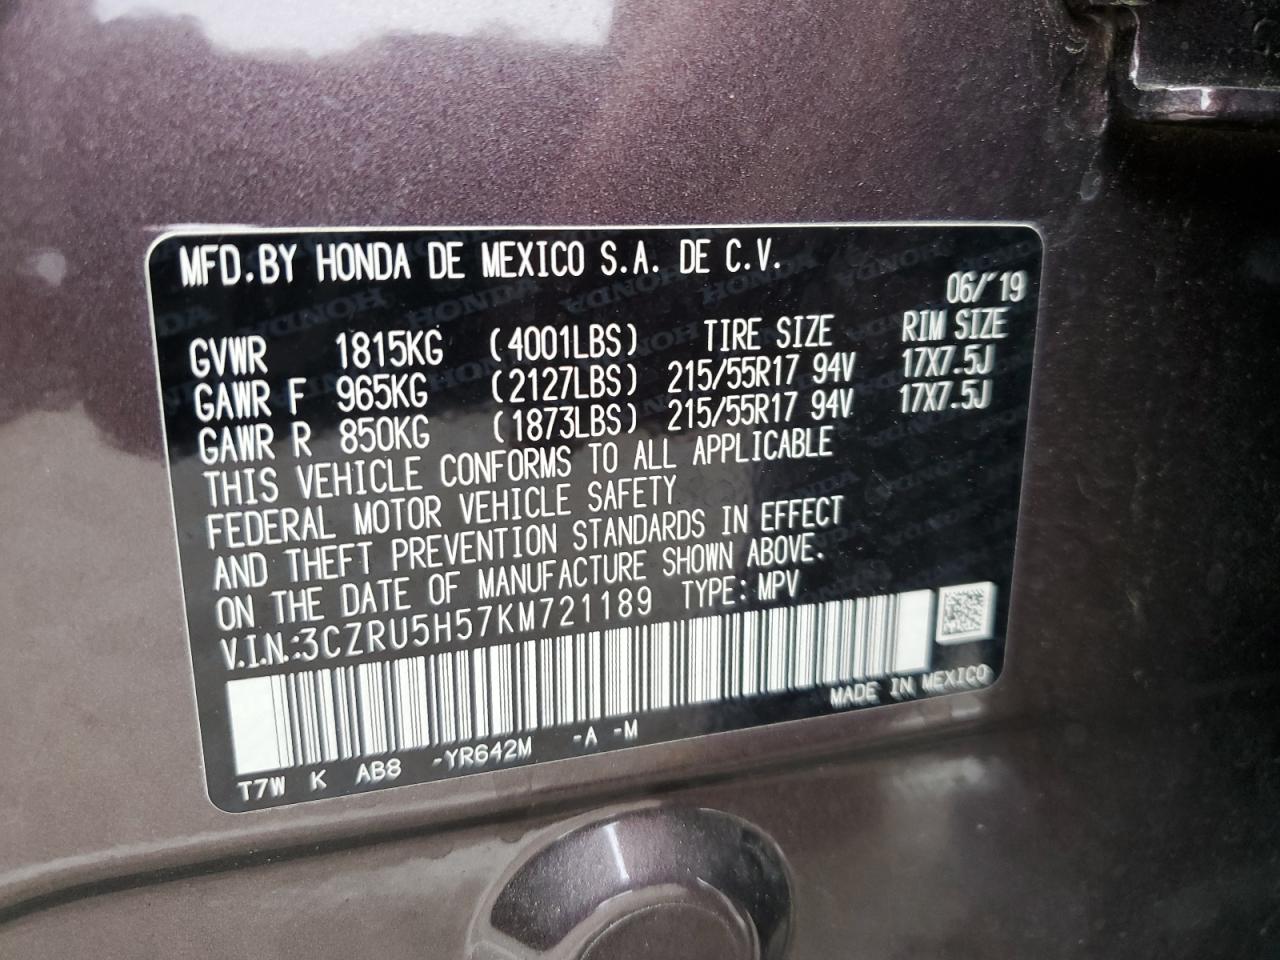 MFD.BY HONDA DE MEXICO S.A. DE C.V.
06/'19
GVWR 1815KG (4001LBS) TIRE SIZE RIM SIZE
GAWR F 965KG (2127LBS) 215/55R17 94V 17X7.5J
GAWR R 850KG (1873LBS) 215/55R17 94V 17X7.5J
THIS VEHICLE CONFORMS TO ALL APPLICABLE
FEDERAL MOTOR VEHICLE SAFETY
AND THEFT PREVENTION STANDARDS IN EFFECT
ON THE DATE OF MANUFACTURE SHOWN ABOVE.
V.I.N.:3CZRU5H57KM721189 TYPE: MPV
MADE IN MEXICO
T7W K AB8 -YR642M -A -M